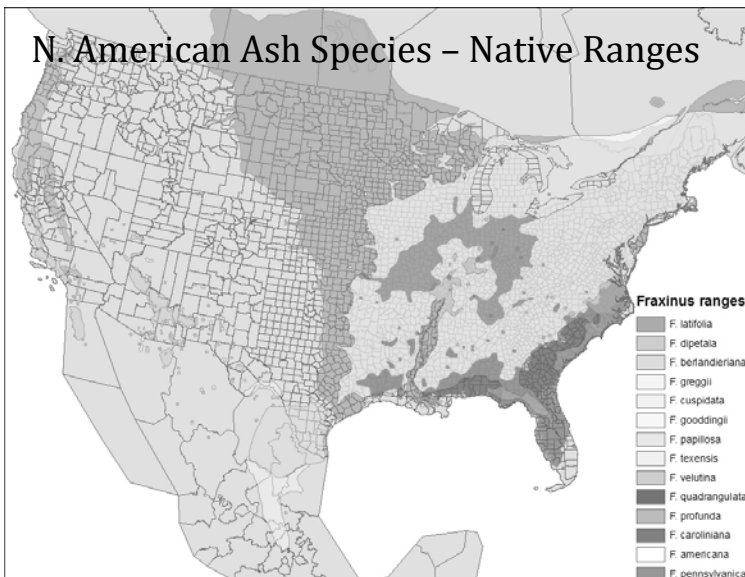 N. American Ash Species – Native Ranges
Fraxinus ranges
F. latifolia
F. dipetala
F. berlandieriana
F. greggii
F. cuspidata
F. gooddingii
F. papillosa
F. texensis
F. velutina
F. quadrangulata
F. profunda
F. caroliniana
F. americana
F. pennsylvanica